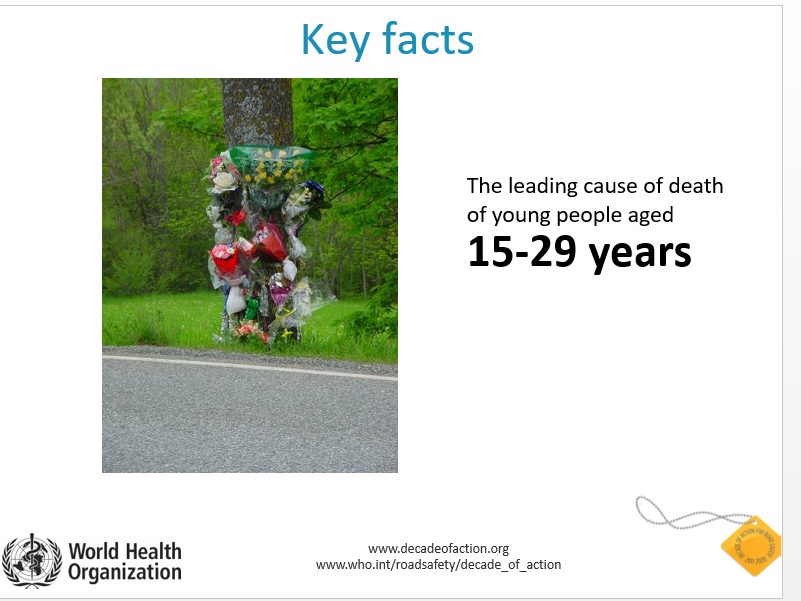 Key facts
The leading cause of death
of young people aged
15-29 years
World Health
Organization
www.decadeofaction.org
www.who.int/roadsafety/decade_of_action